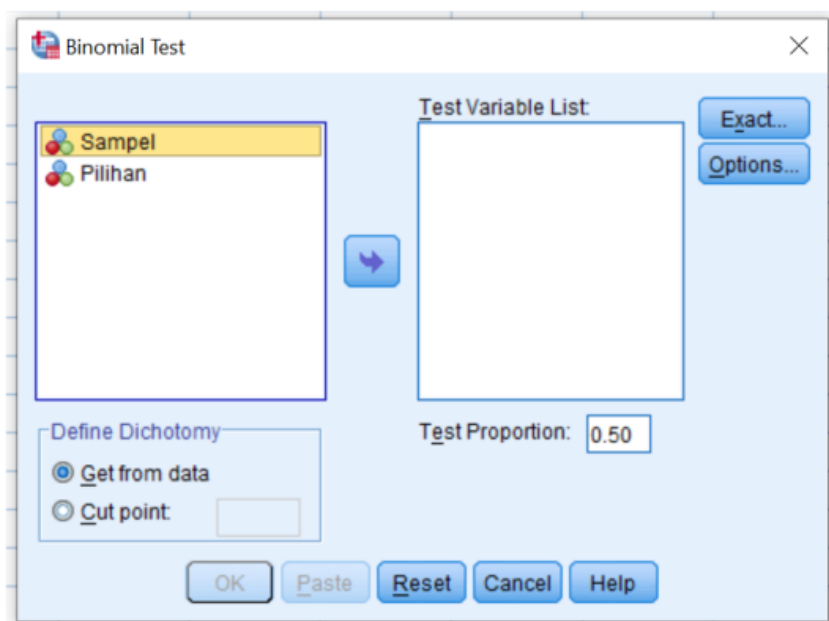 Binomial Test
Test Variable List:
Sampel
Pilihan
Exact...
Options...
Define Dichotomy
Get from data
Cut point:
Test Proportion: 0.50
OK Paste Reset Cancel Help